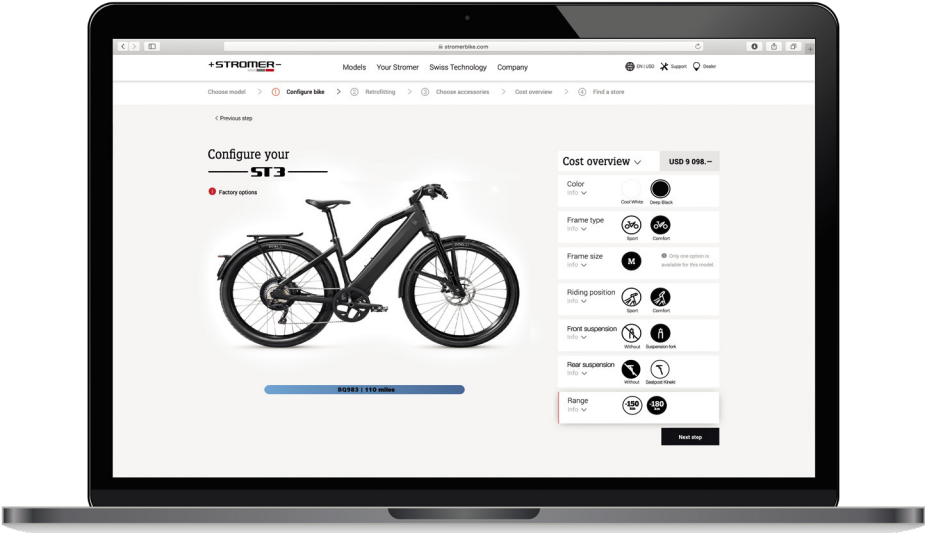 stromerbike.com
+STROMER–
Models Your Stromer Swiss Technology Company
EN | USD Support Dealer
Choose model > 1 Configure bike > 2 Retrofitting > 3 Choose accessories > Cost overview > 4 Find a store
< Previous step
Configure your
ST3
Factory options
BQ983 | 110 miles
Cost overview
USD 9 098.–
Color
Info
Cool White Deep Black
Frame type
Info
Sport Comfort
Frame size
Info
M
Only one option is
available for this model.
Riding position
Info
Sport Comfort
Front suspension
Info
Without Suspension fork
Rear suspension
Info
Without Seatpost Kinekt
Range
Info
-150
km
-180
km
Next step